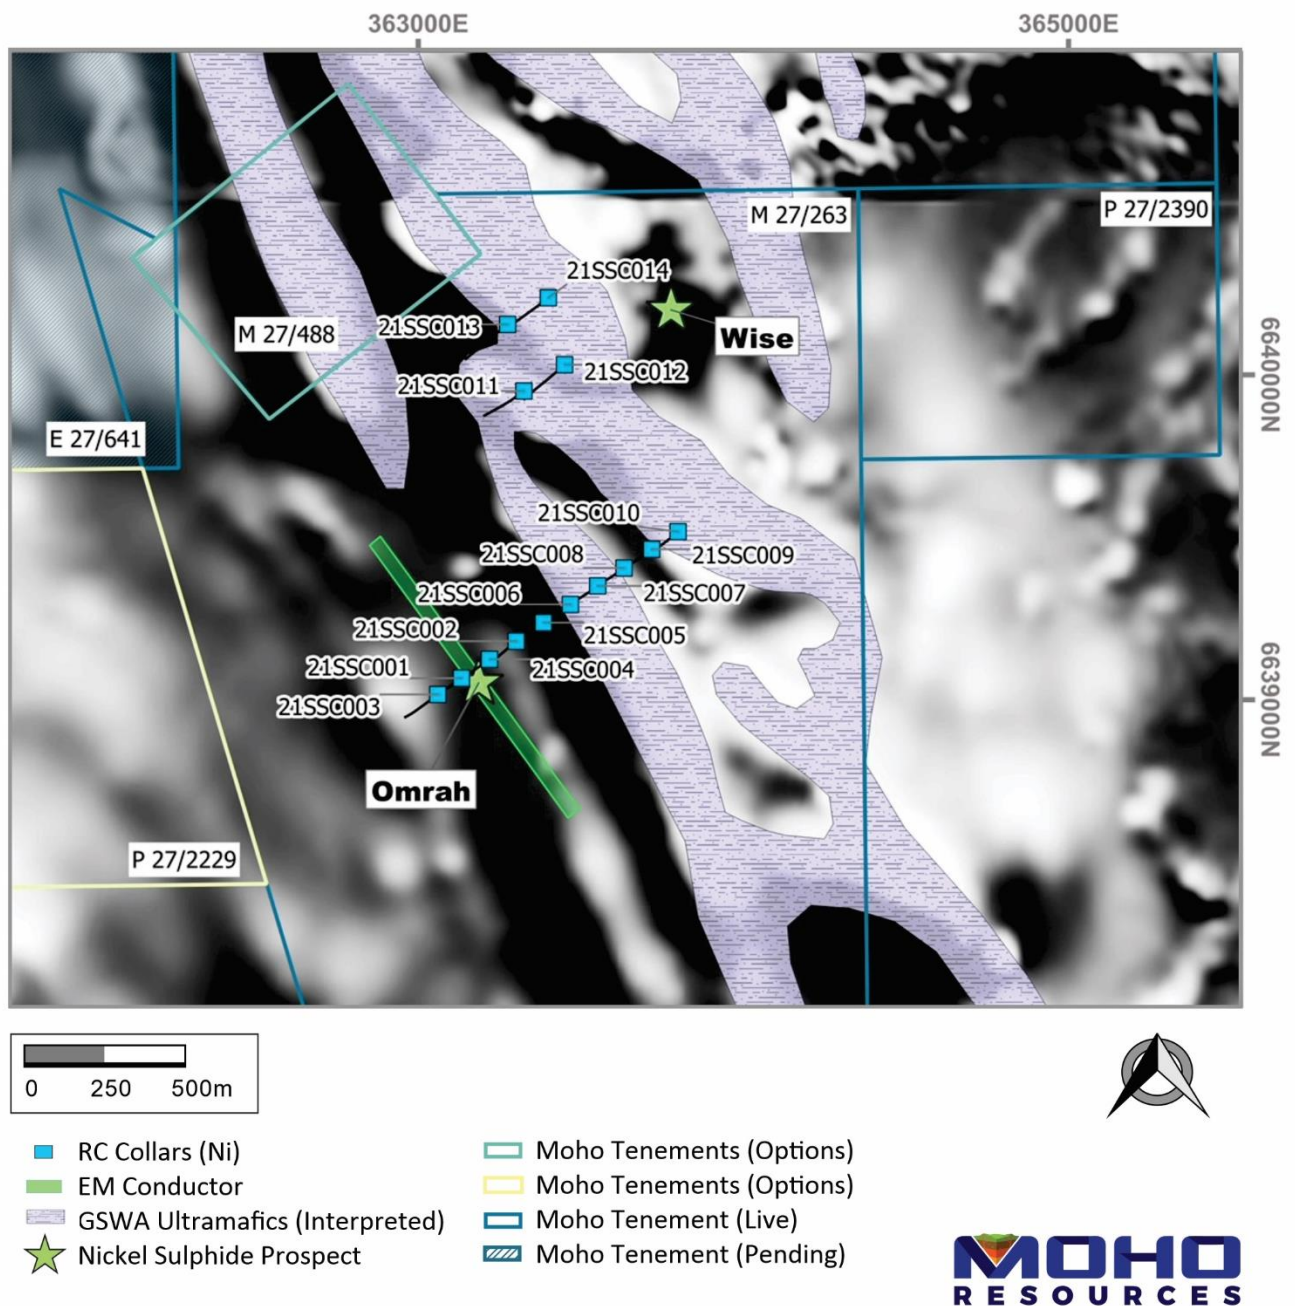 363000E
365000E
M 27/263
P 27/2390
21SSC014
21SSC013
M 27/488
Wise
21SSC012
21SSC011
6640000N
E 27/641
21SSC010
21SSC009
21SSC008
21SSC007
21SSC006
21SSC005
21SSC002
21SSC004
21SSC001
21SSC003
6639000N
Omrah
P 27/2229
0 250 500m
RC Collars (Ni)
EM Conductor
GSWA Ultramafics (Interpreted)
Nickel Sulphide Prospect
Moho Tenements (Options)
Moho Tenements (Options)
Moho Tenement (Live)
Moho Tenement (Pending)
MOHO
RESOURCES